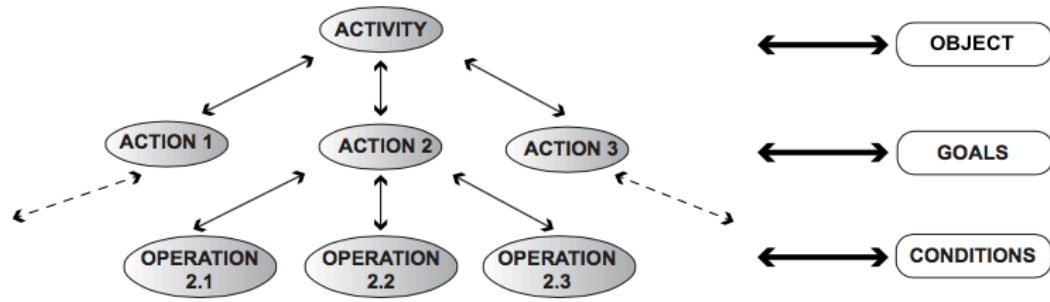 ACTIVITY
OBJECT
ACTION 1
ACTION 2
ACTION 3
GOALS
OPERATION
2.1
OPERATION
2.2
OPERATION
2.3
CONDITIONS